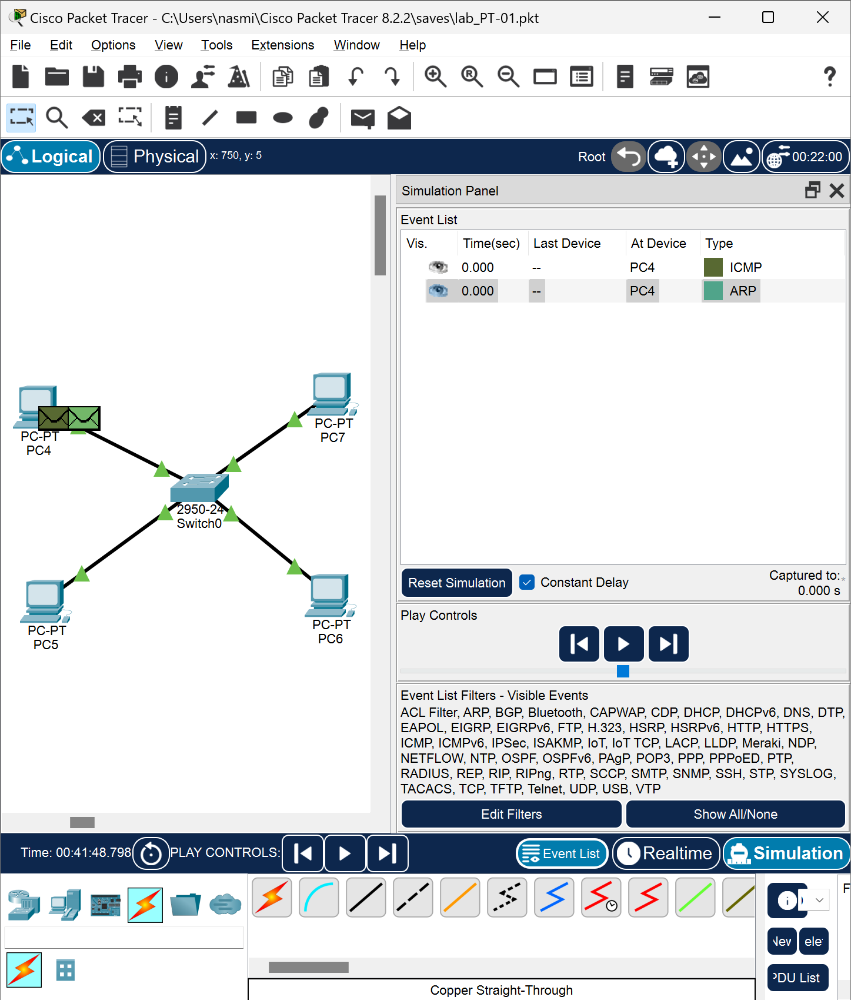 Cisco Packet Tracer - C:\Users\nasmi\Cisco Packet Tracer 8.2.2\saves\lab_PT-01.pkt
File Edit Options View Tools Extensions Window Help
Logical Physical x: 750, y: 5 Root 00:22:00
Simulation Panel
Event List
Vis. Time(sec) Last Device At Device Type
0.000 -- PC4 ICMP
0.000 -- PC4 ARP
PC-PT
PC4
PC-PT
PC7
2950-24
Switch0
PC-PT
PC5
PC-PT
PC6
Reset Simulation Constant Delay Captured to:*
0.000 s
Play Controls
Event List Filters - Visible Events
ACL Filter, ARP, BGP, Bluetooth, CAPWAP, CDP, DHCP, DHCPv6, DNS, DTP,
EAPOL, EIGRP, EIGRPv6, FTP, H.323, HSRP, HSRPv6, HTTP, HTTPS,
ICMP, ICMPv6, IPSec, ISAKMP, IoT, IoT TCP, LACP, LLDP, Meraki, NDP,
NETFLOW, NTP, OSPF, OSPFv6, PAgP, POP3, PPP, PPPoED, PTP,
RADIUS, REP, RIP, RIPng, RTP, SCCP, SMTP, SNMP, SSH, STP, SYSLOG,
TACACS, TCP, TFTP, Telnet, UDP, USB, VTP
Edit Filters Show All/None
Time: 00:41:48.798 PLAY CONTROLS: Event List Realtime Simulation
F
New ele
PDU List
Copper Straight-Through